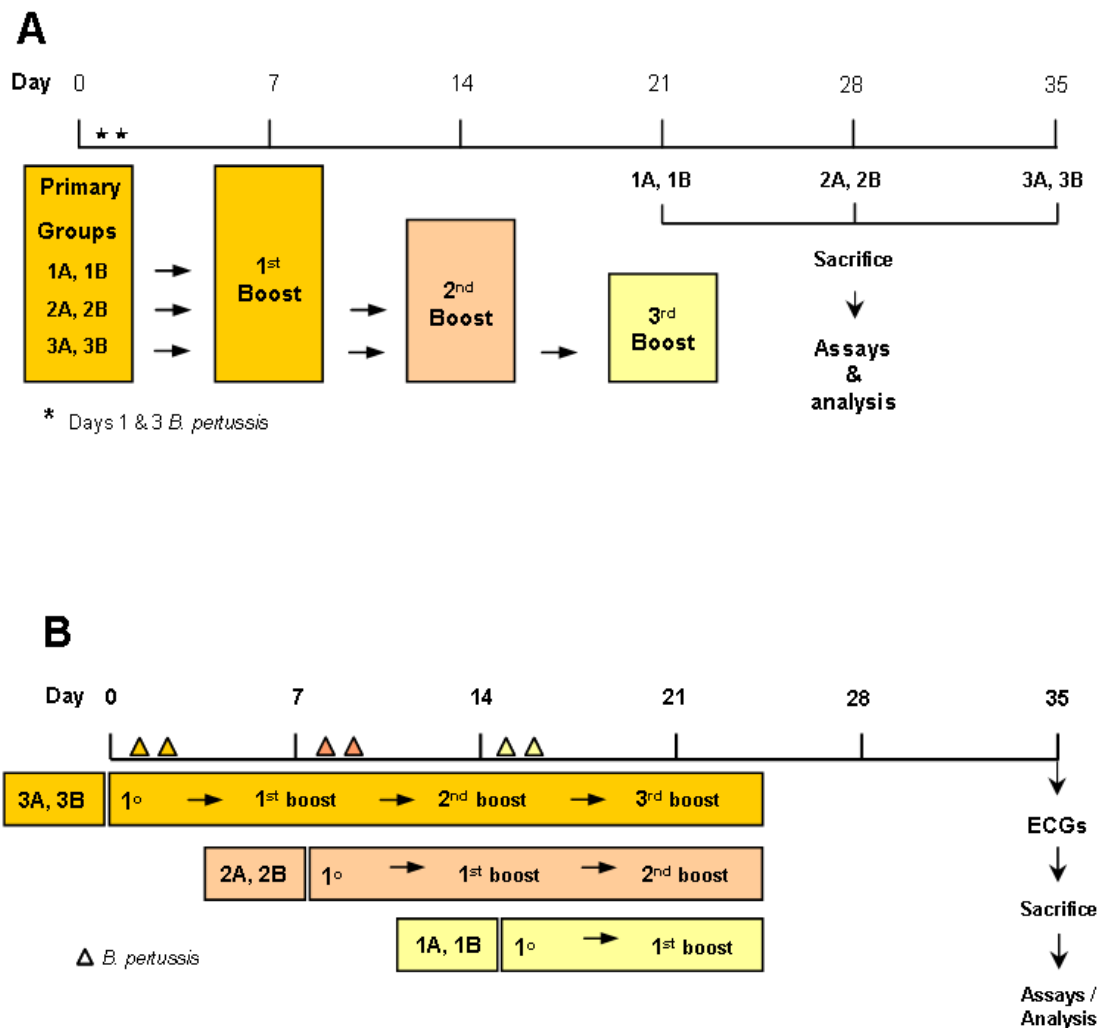 A
Day 0 7 14 21 28 35
* *
Primary
Groups
1A, 1B
2A, 2B
3A, 3B
1st
Boost
2nd
Boost
3rd
Boost
1A, 1B 2A, 2B 3A, 3B
Sacrifice
Assays
&
analysis
* Days 1 & 3 B. pertussis
B
Day 0 7 14 21 28 35
3A, 3B 1° → 1st boost → 2nd boost → 3rd boost
2A, 2B 1° → 1st boost → 2nd boost
1A, 1B 1° → 1st boost
Δ B. pertussis
ECGs
Sacrifice
Assays /
Analysis